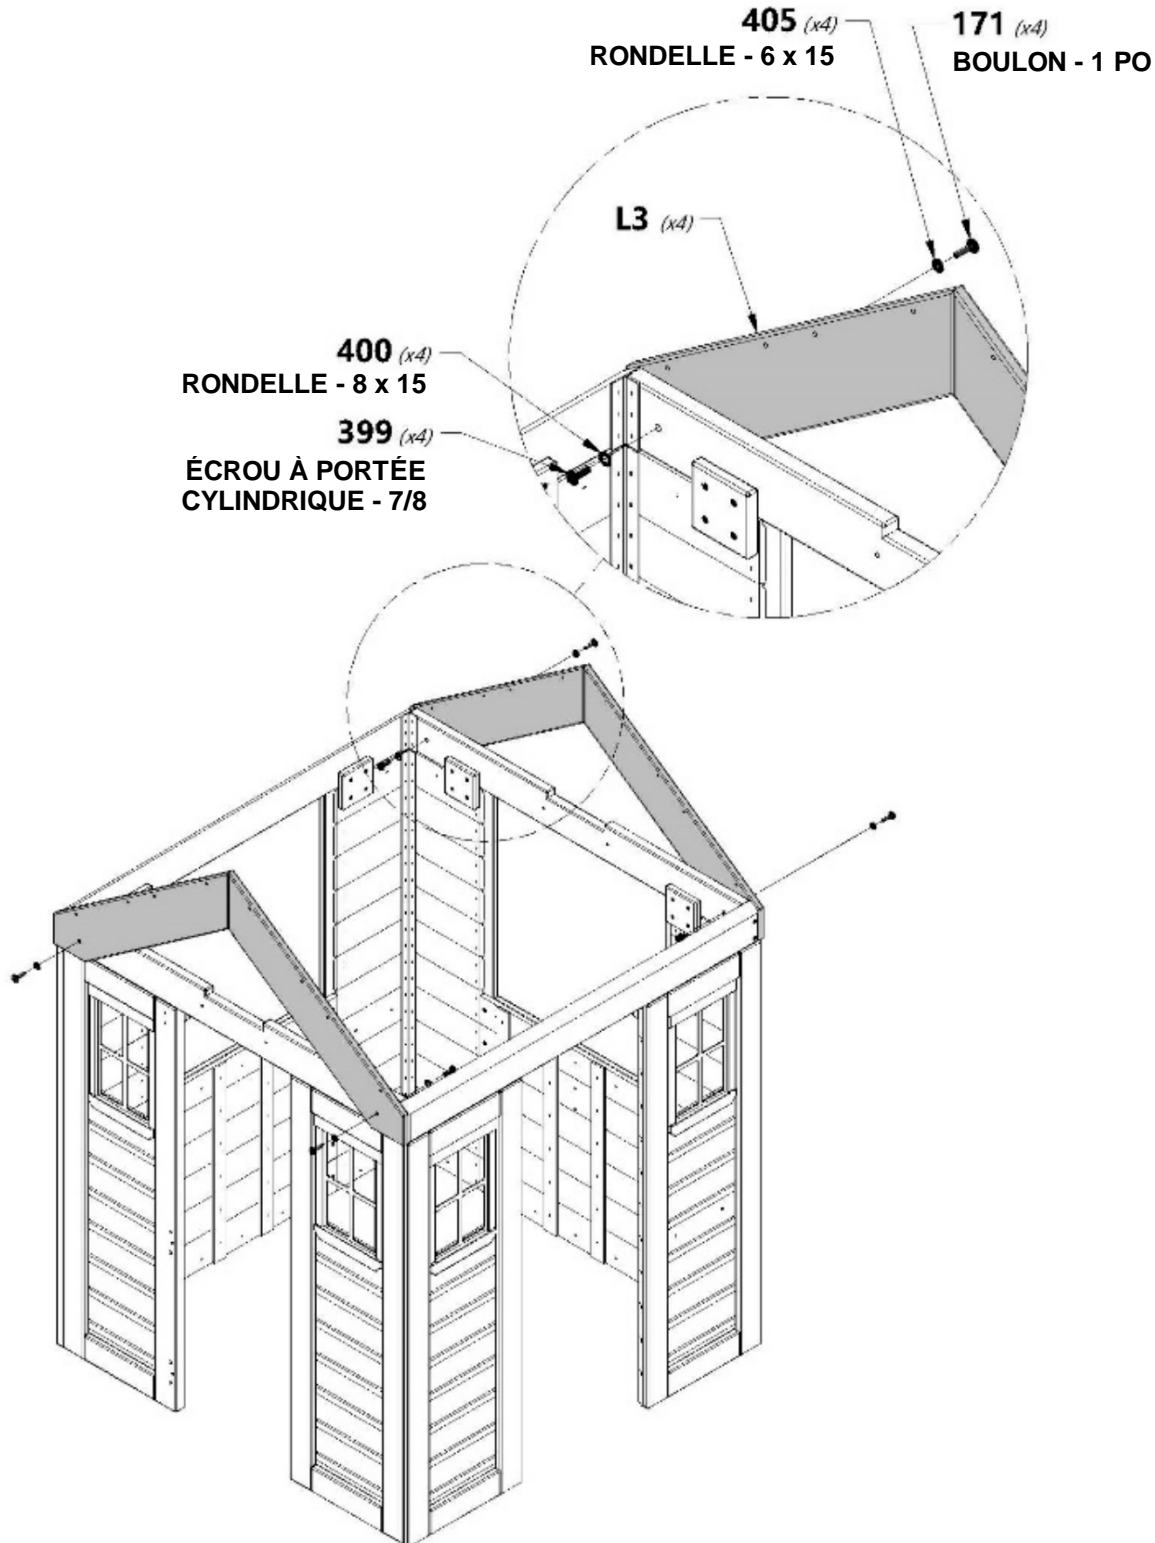 405 (x4)
RONDELLE - 6 x 15
171 (x4)
BOULON - 1 PO
L3 (x4)
400 (x4)
RONDELLE - 8 x 15
399 (x4)
ÉCROU À PORTÉE
CYLINDRIQUE - 7/8